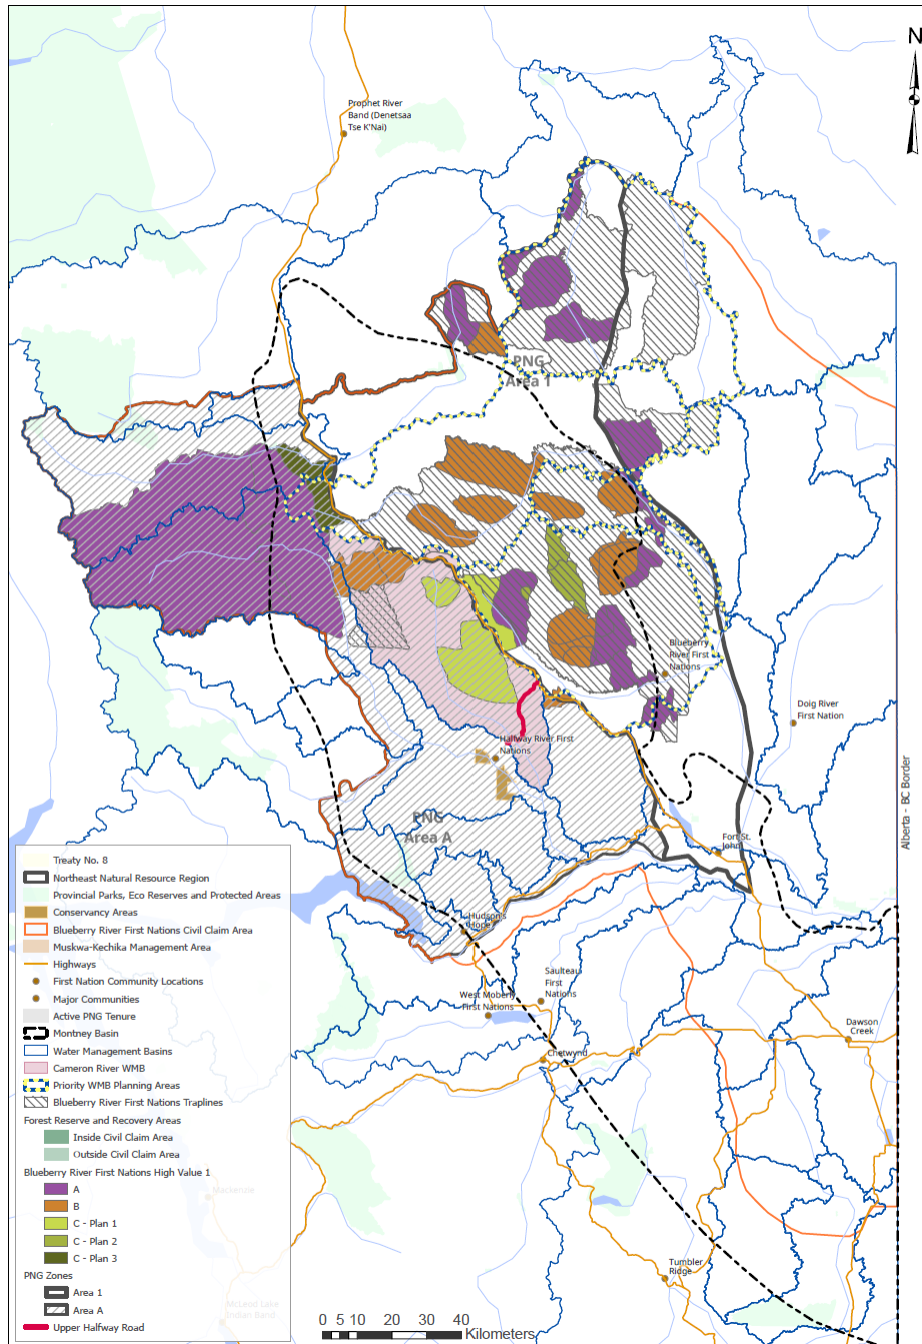 N
Prophet River
Band (Denetsaa
Tse K'Nai)
PNG
Area 1
Blueberry
River First
Nations
Doig River
First Nation
Halfway River First
Nations
Alberta - BC Border
PNG
Area A
Fort St.
John
Hudson's
Hope
Saulteau
First
Nations
West Moberly
First Nations
Dawson
Creek
Chetwynd
Tumbler
Ridge
Mackenzie
McLeod Lake
Indian Band
Treaty No. 8
Northeast Natural Resource Region
Provincial Parks, Eco Reserves and Protected Areas
Conservancy Areas
Blueberry River First Nations Civil Claim Area
Muskwa-Kechika Management Area
Highways
First Nation Community Locations
Major Communities
Active PNG Tenure
Montney Basin
Water Management Basins
Cameron River WMB
Priority WMB Planning Areas
Blueberry River First Nations Traplines
Forest Reserve and Recovery Areas
Inside Civil Claim Area
Outside Civil Claim Area
Blueberry River First Nations High Value 1
A
B
C - Plan 1
C - Plan 2
C - Plan 3
PNG Zones
Area 1
Area A
Upper Halfway Road
0 5 10 20 30 40
Kilometers